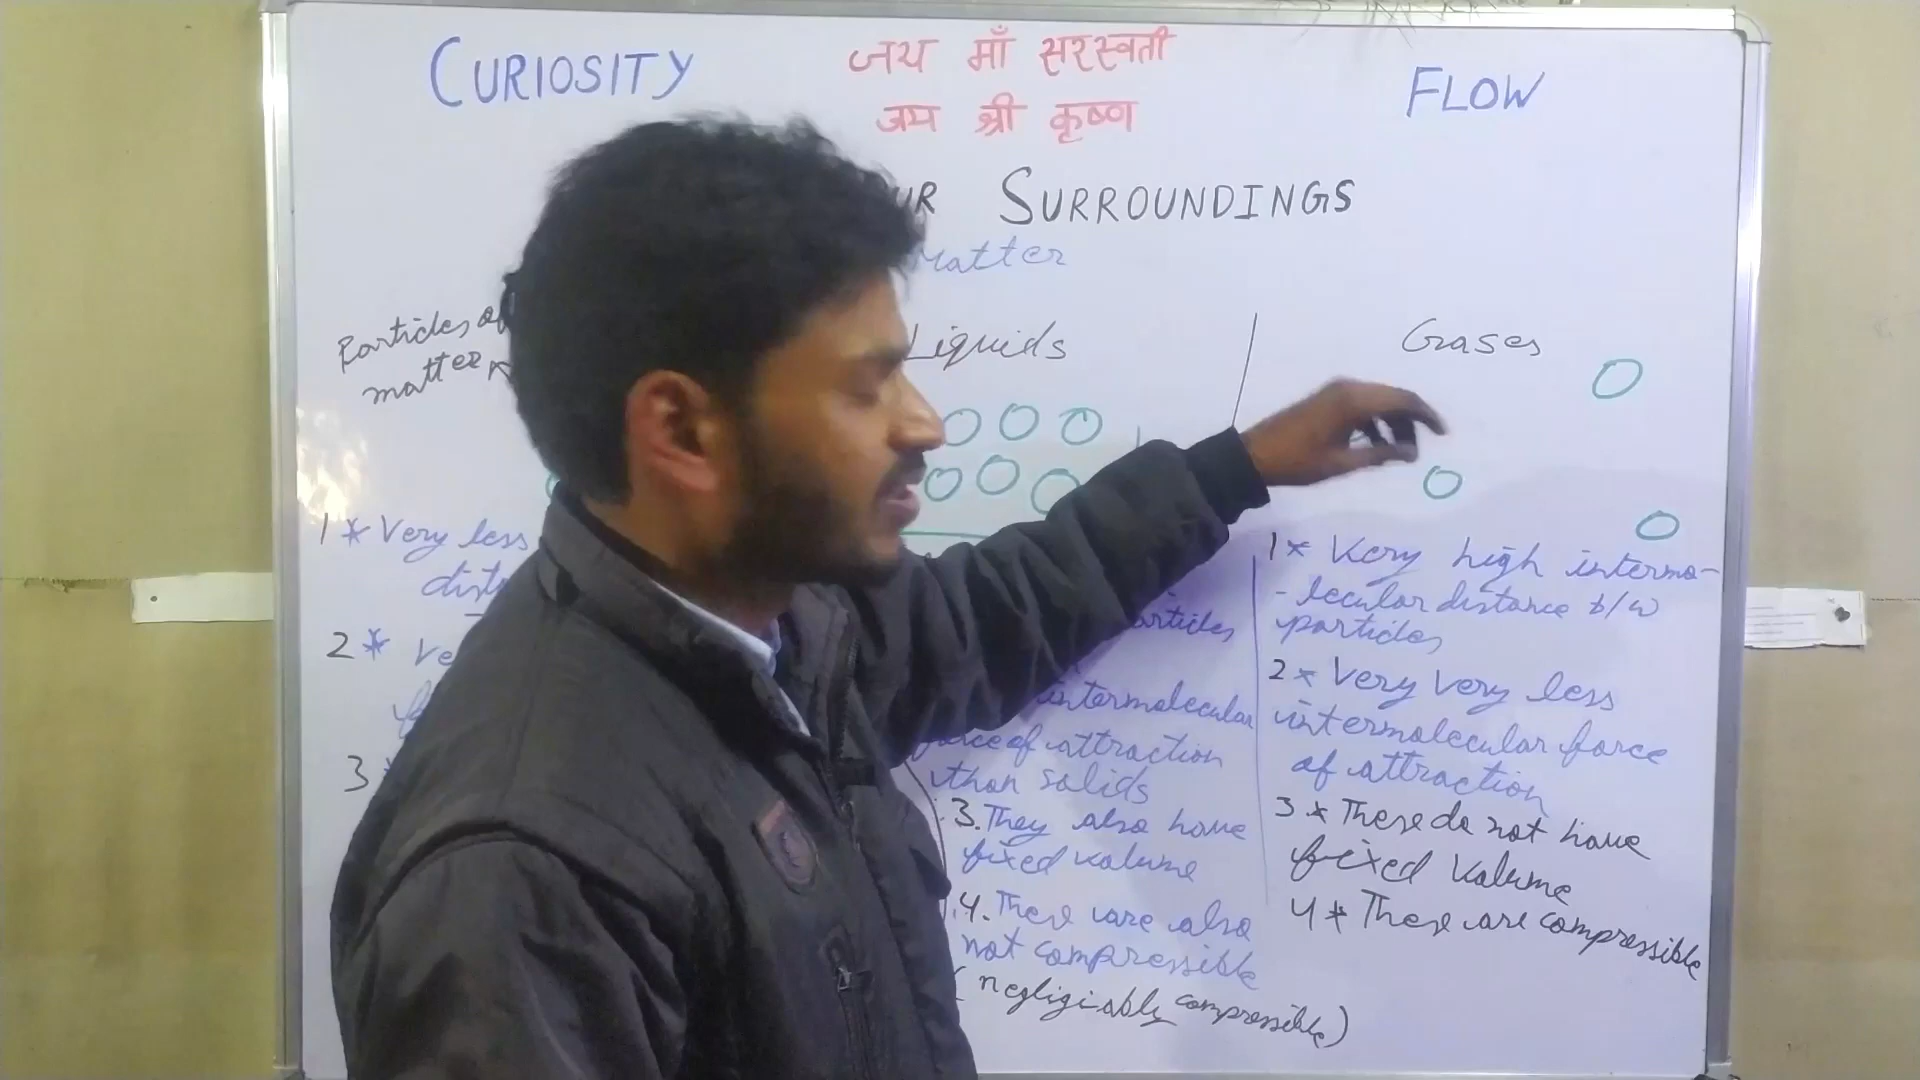 CURIOSITY
जय माँ सरस्वती
जय श्री कृष्ण
FLOW
UR SURROUNDINGS
Matter
Particles of
matter
Liquids
Gases
1* Very less
dist
2* Ve
f
3
articles
intermolecular
force of attraction
than solids
3. They also have
fixed volume
4. These are also
not compressible
( negligiably compressible)
1* Very high intermo-
- lecular distance b/w
particles
2* Very Very less
intermolecular force
of attraction
3* These do not have
fixed Volume
4* These are compressible